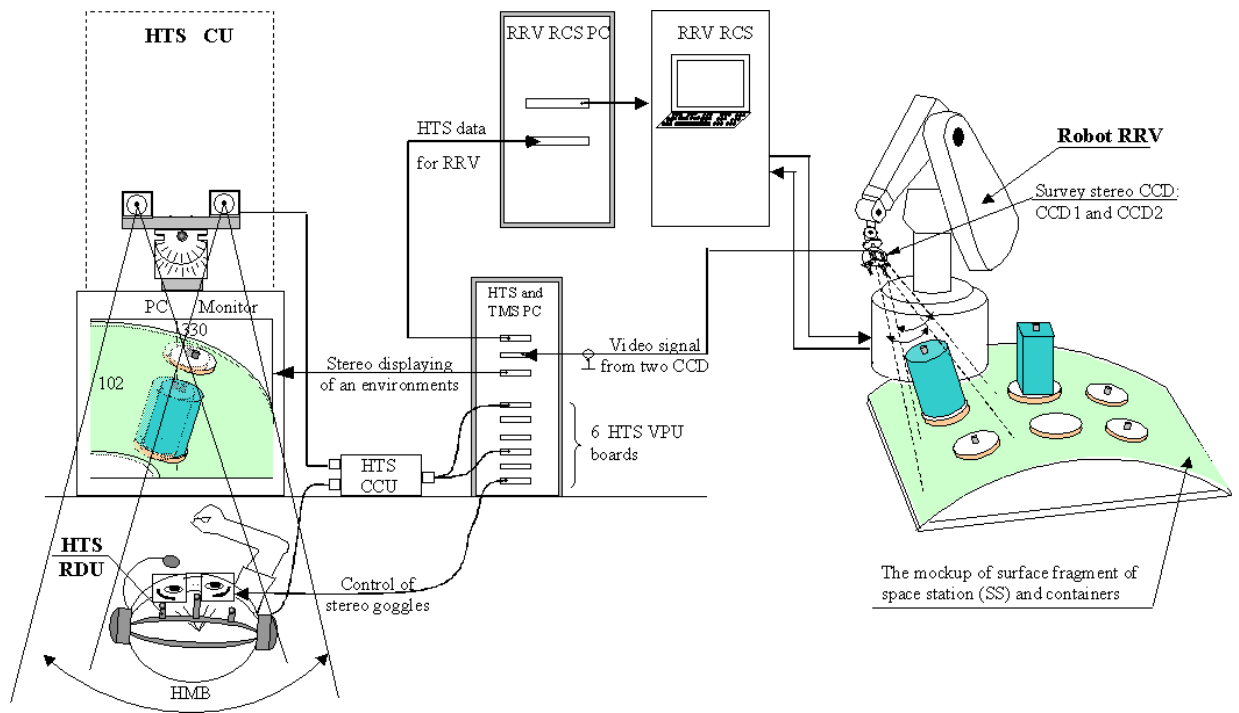 HTS CU
RRV RCS PC
RRV RCS
HTS data
for RRV
Robot RRV
Survey stereo CCD:
CCD1 and CCD2
PC Monitor
1330
102
HTS and
TMS PC
Stereo displaying
of an environments
Video signal
from two CCD
6 HTS VPU
boards
HTS
CCU
HTS
RDU
Control of
stereo goggles
HMB
The mockup of surface fragment of
space station (SS) and containers